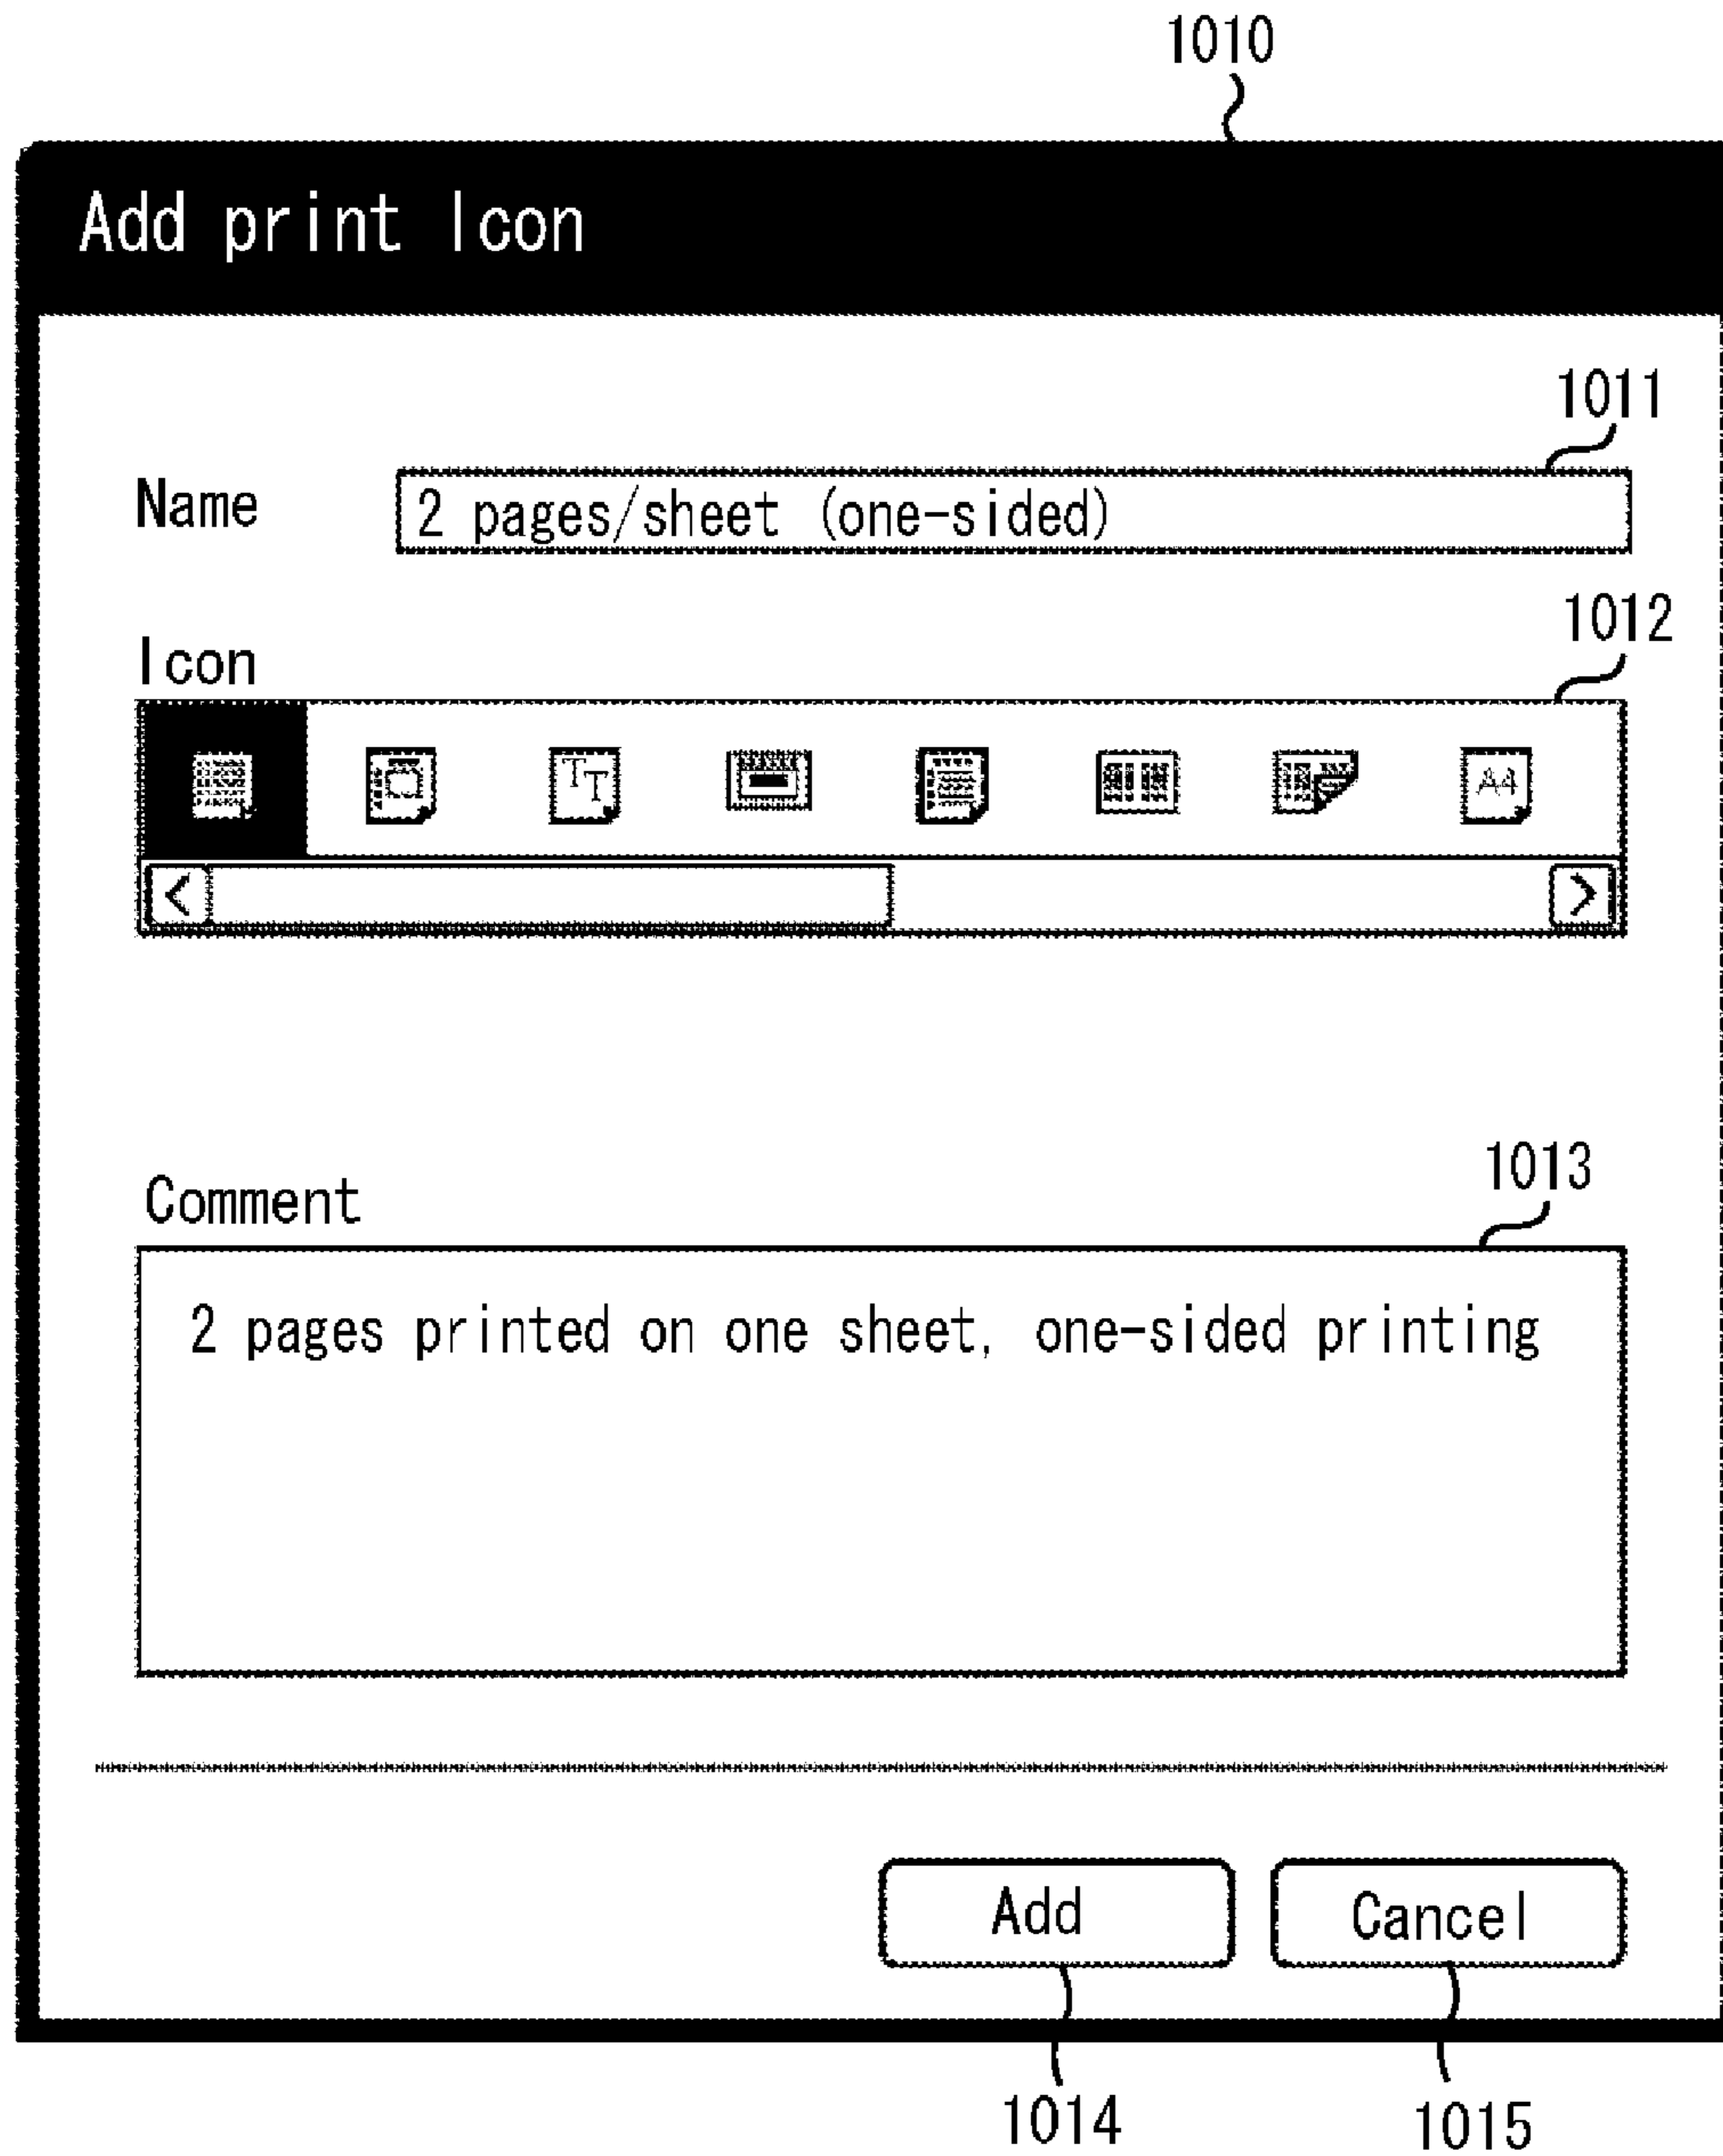 1010
Add print Icon
1011
Name 2 pages/sheet (one-sided)
1012
Icon
TT A4
< >
1013
Comment
2 pages printed on one sheet, one-sided printing
Add Cancel
1014 1015